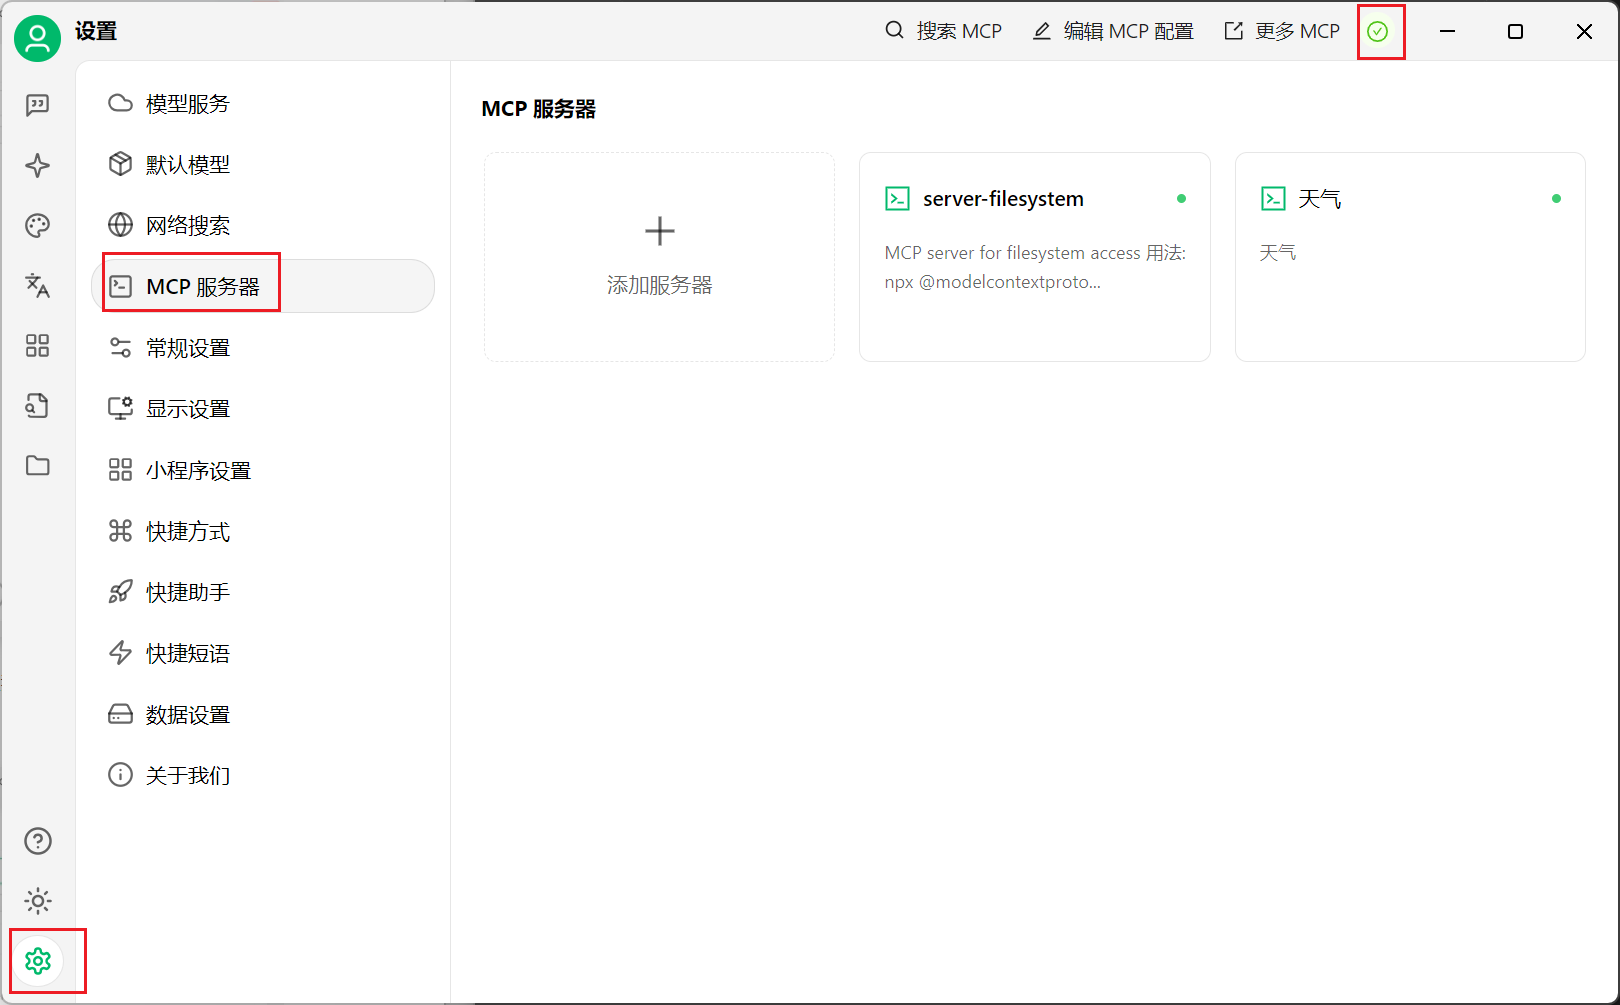 设置
搜索 MCP
编辑 MCP 配置
更多 MCP
模型服务
默认模型
网络搜索
MCP 服务器
常规设置
显示设置
小程序设置
快捷方式
快捷助手
快捷短语
数据设置
关于我们
MCP 服务器
添加服务器
server-filesystem
MCP server for filesystem access 用法:
npx @modelcontextproto...
天气
天气